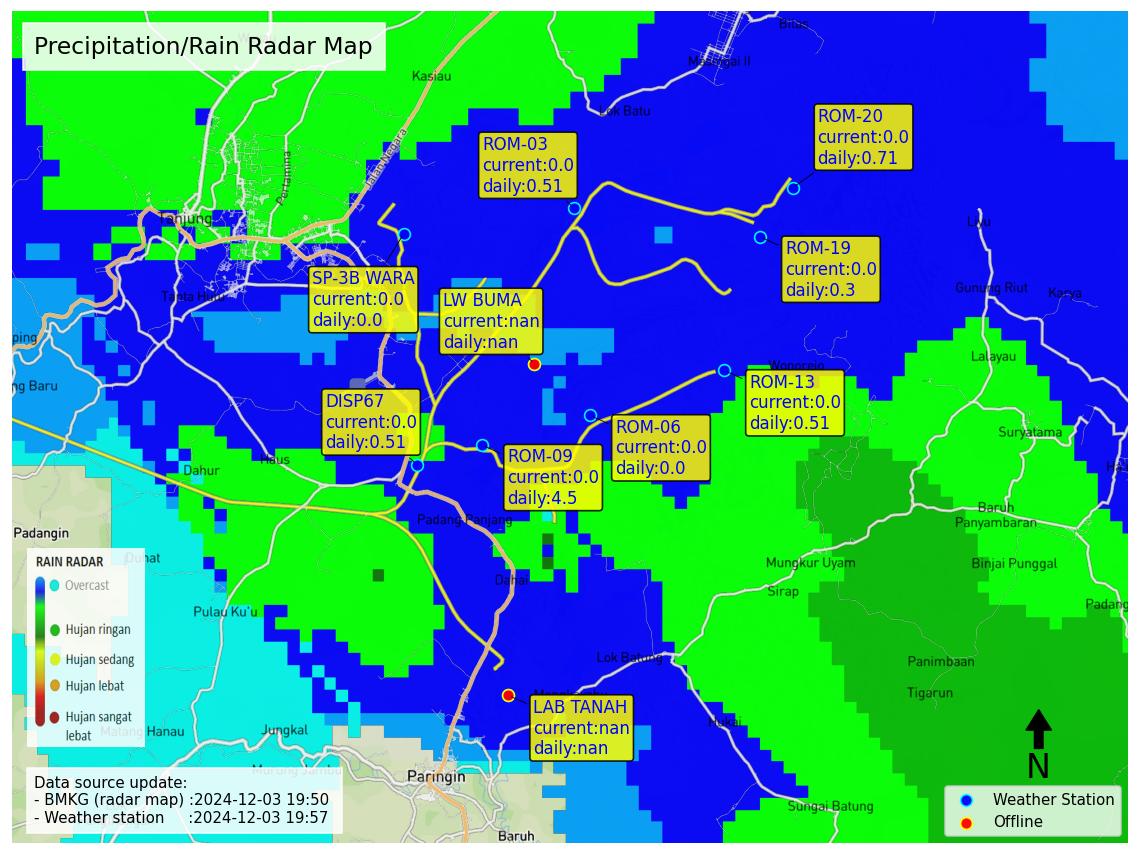 Precipitation/Rain Radar Map
Bilas
Masingai II
Kasiau
Lok Batu
Jalan Negara
Pertamina
ROM-20
current:0.0
daily:0.71
ROM-03
current:0.0
daily:0.51
Tanjung
Liyu
ROM-19
current:0.0
daily:0.3
SP-3B WARA
current:0.0
daily:0.0
LW BUMA
current:nan
daily:nan
Tanta Hulu
Gunung Riut
Karya
ping
Lalayau
Wonorejo
ng Baru
ROM-13
current:0.0
daily:0.51
DISP67
current:0.0
daily:0.51
ROM-06
current:0.0
daily:0.0
Suryatama
ROM-09
current:0.0
daily:4.5
Haus
Dahur
Baruh
Panyambaran
Padang Panjang
Padangin
Mungkur Uyam
Binjai Punggal
Dahai
Sirap
Padang
RAIN RADAR
Overcast
Hujan ringan
Hujan sedang
Hujan lebat
Hujan sangat
lebat
Pulau Ku'u
Lok Batung
Panimbaan
Tigarun
LAB TANAH
current:nan
daily:nan
Hukai
Matang Hanau
Jungkal
Murung Jambu
Paringin
N
Data source update:
- BMKG (radar map) :2024-12-03 19:50
- Weather station :2024-12-03 19:57
Weather Station
Offline
Sungai Batung
Baruh